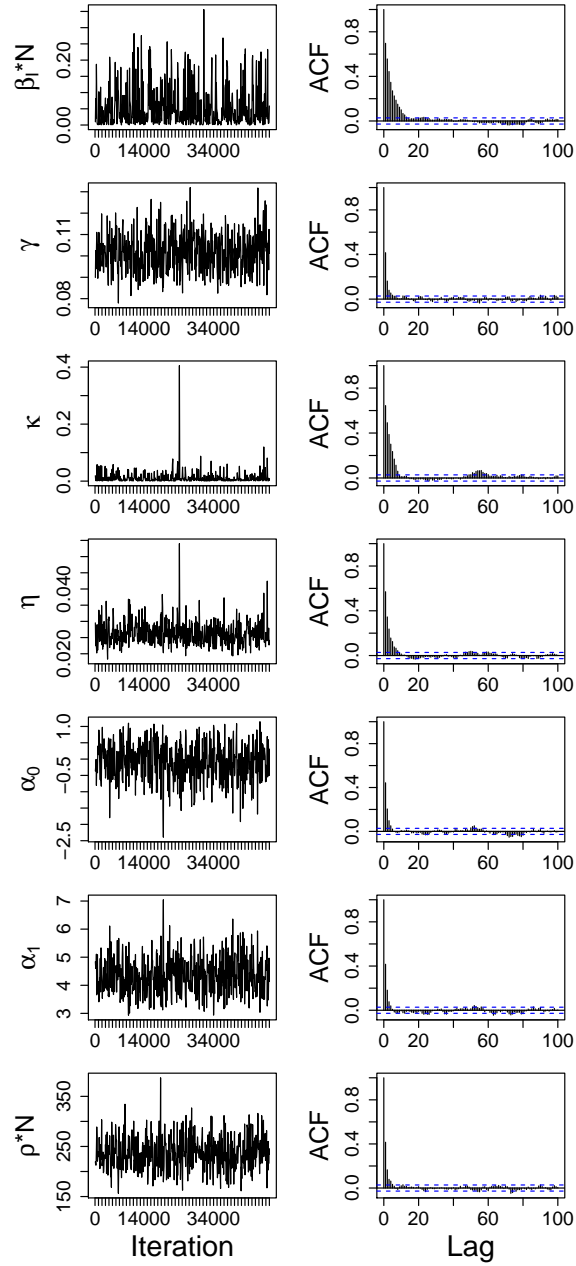 β_I*N
0.00 0.20
0 14000 34000
ACF
0.0 0.4 0.8
0 20 60 100
γ
0.08 0.11
0 14000 34000
ACF
0.0 0.4 0.8
0 20 60 100
κ
0.0 0.2 0.4
0 14000 34000
ACF
0.0 0.4 0.8
0 20 60 100
η
0.020 0.040
0 14000 34000
ACF
0.0 0.4 0.8
0 20 60 100
α₀
−2.5 −0.5 1.0
0 14000 34000
ACF
0.0 0.4 0.8
0 20 60 100
α₁
3 4 5 6 7
0 14000 34000
ACF
0.0 0.4 0.8
0 20 60 100
ρ*N
150 250 350
0 14000 34000
Iteration
ACF
0.0 0.4 0.8
0 20 60 100
Lag